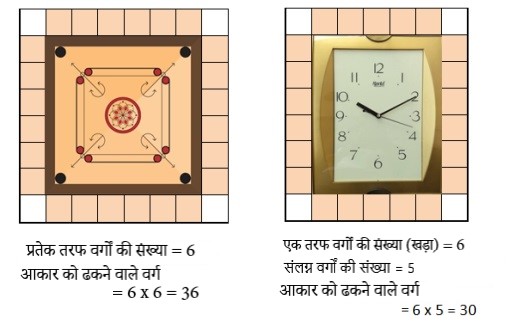 12
11
1
10
2
9
3
8
4
7
5
6
प्रतेक तरफ वर्गों की संख्या = 6
आकार को ढकने वाले वर्ग
= 6 x 6 = 36
एक तरफ वर्गों की संख्या (खड़ा) = 6
संलग्न वर्गों की संख्या = 5
आकार को ढकने वाले वर्ग
= 6 x 5 = 30